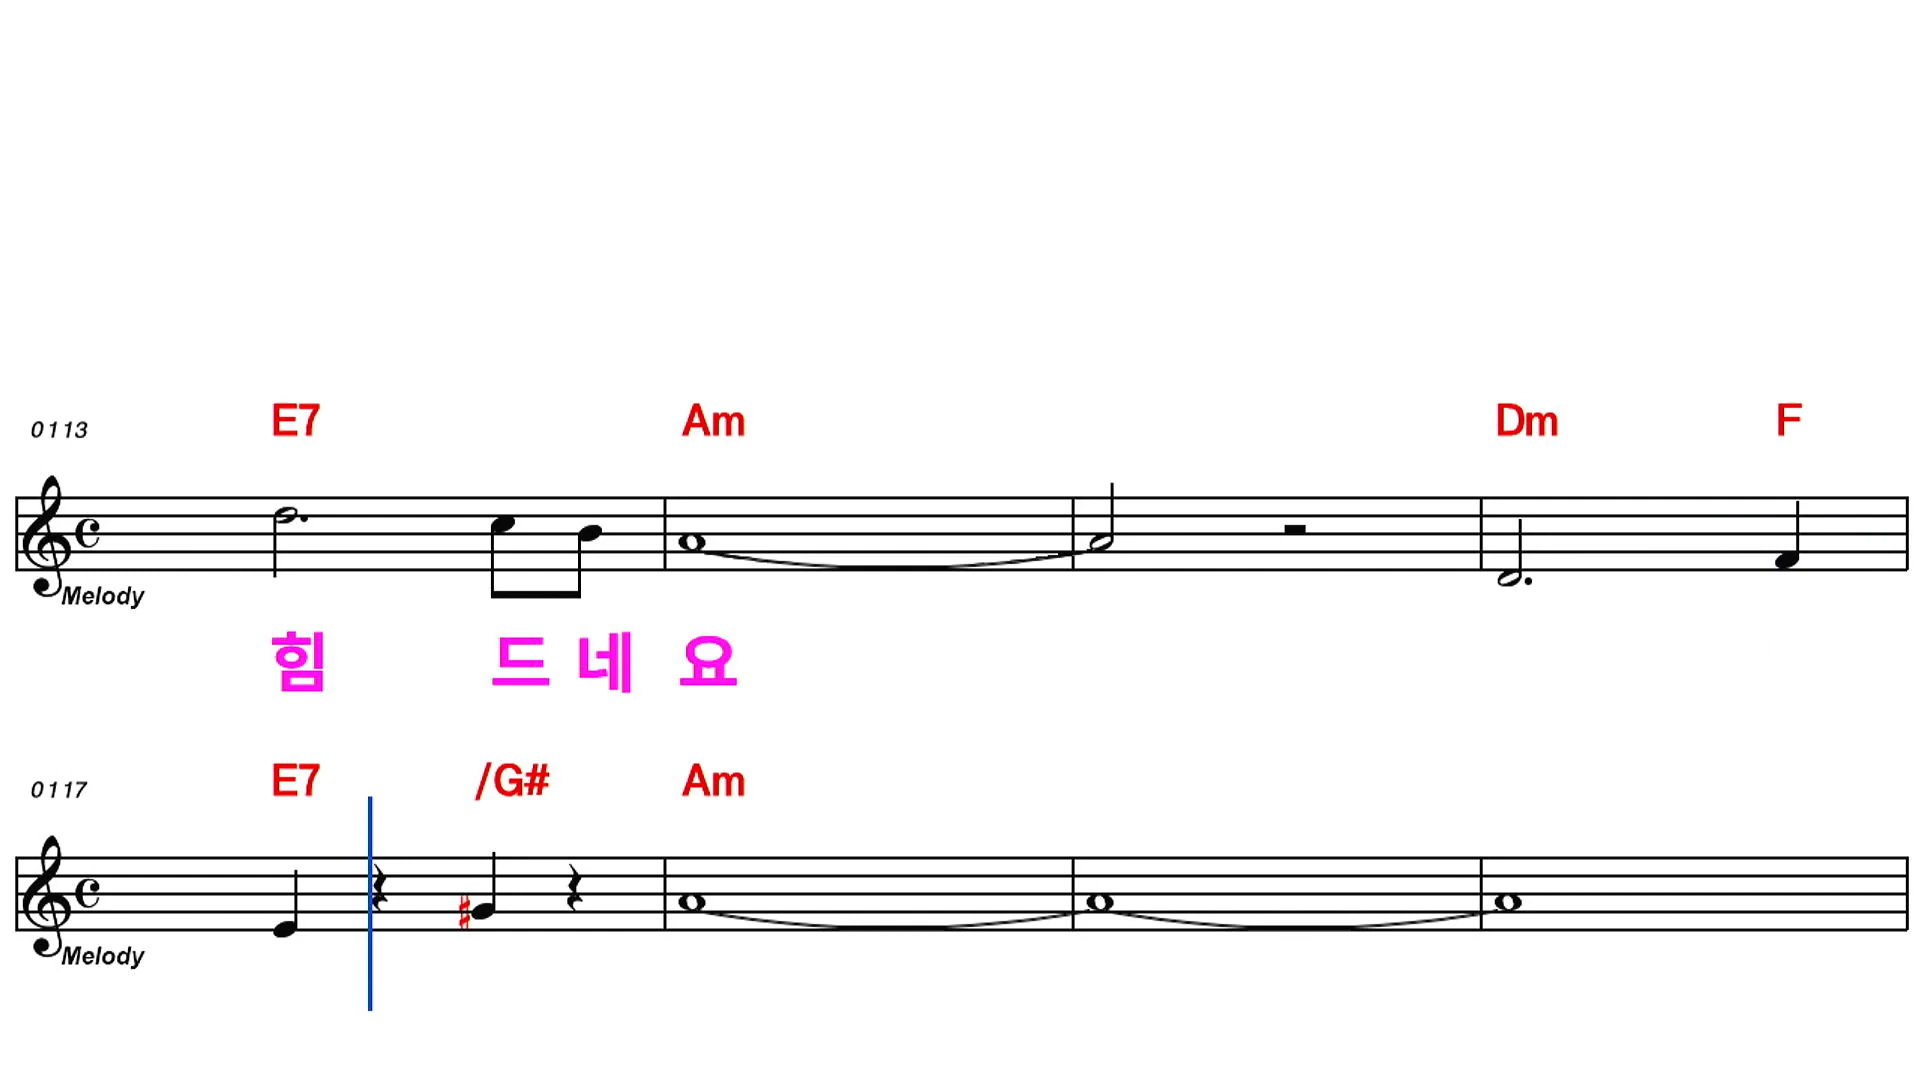 0113 E7 Am Dm F
Melody
힘 드 네 요
0117 E7 /G# Am
Melody